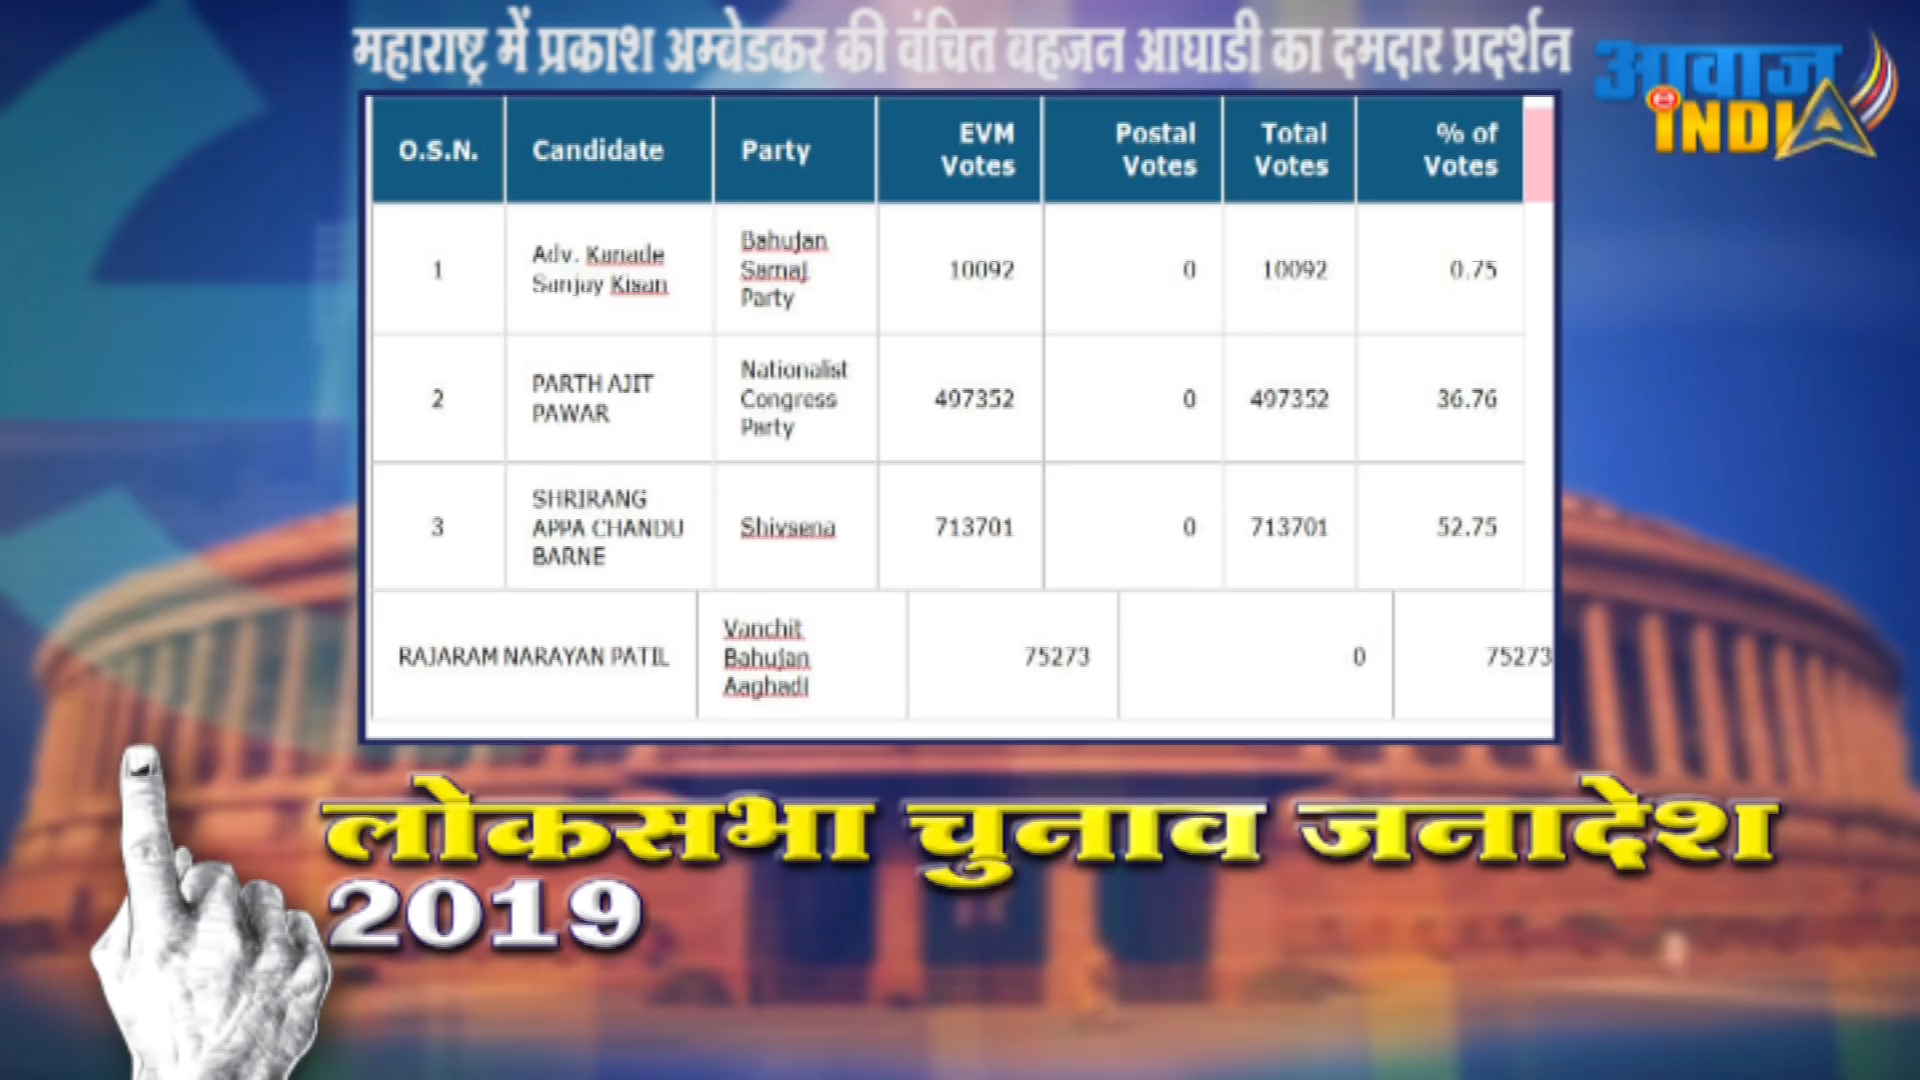 महाराष्ट्र में प्रकाश अम्बेडकर की वंचित वहजन आघाडी का दमदार प्रदर्शन
आवाज
INDIA
O.S.N. Candidate Party EVM Votes Postal Votes Total Votes % of Votes
1 Adv. Kanade Sanjay Kisan Bahujan Samaj Party 10092 0 10092 0.75
2 PARTH AJIT PAWAR Nationalist Congress Party 497352 0 497352 36.76
3 SHRIRANG APPA CHANDU BARNE Shivsena 713701 0 713701 52.75
RAJARAM NARAYAN PATIL Vanchit Bahujan Aaghadi 75273 0 75273
लोकसभा चुनाव जनादेश
2019